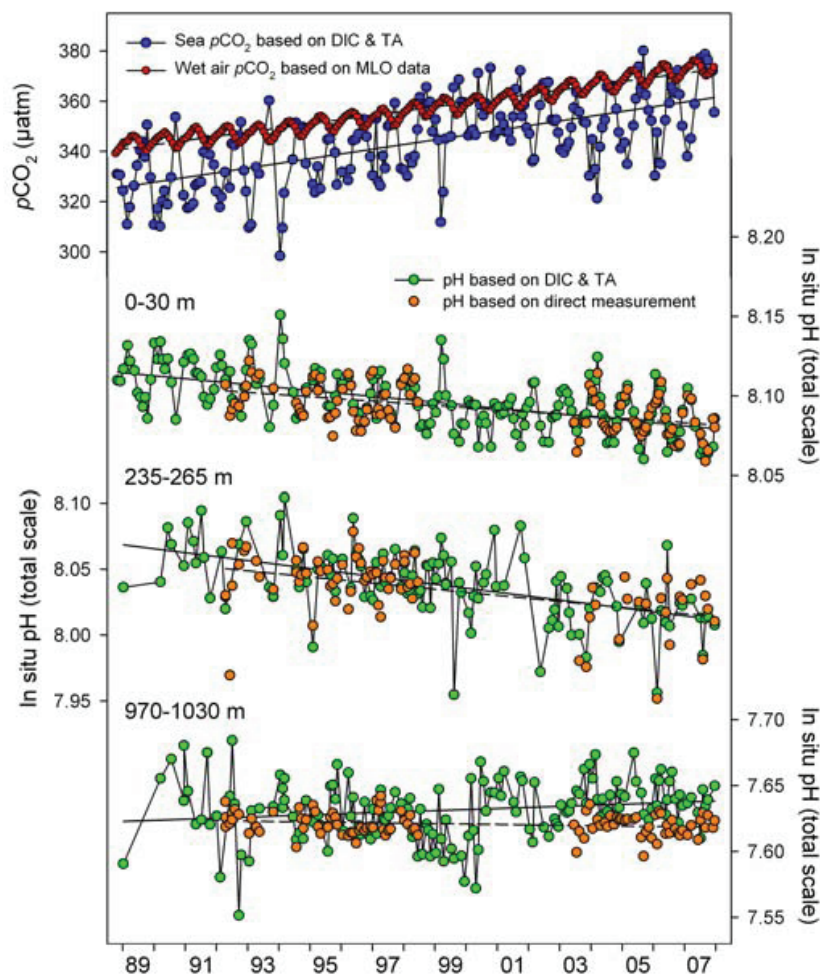 Sea pCO2 based on DIC & TA
Wet air pCO2 based on MLO data
380
360
340
320
300
pCO2 (µatm)
8.20
8.15
8.10
8.05
In situ pH (total scale)
pH based on DIC & TA
pH based on direct measurement
0-30 m
235-265 m
8.10
8.05
8.00
7.95
In situ pH (total scale)
970-1030 m
7.70
7.65
7.60
7.55
In situ pH (total scale)
89 91 93 95 97 99 01 03 05 07